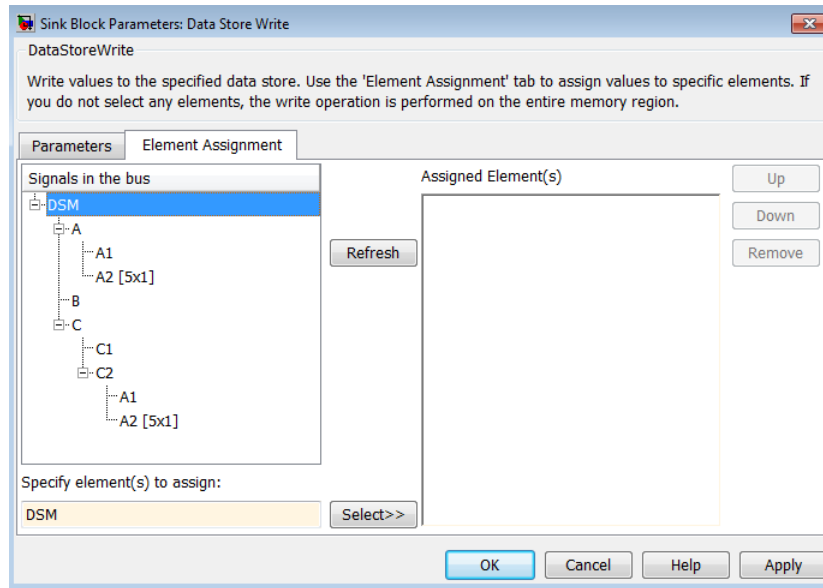 Sink Block Parameters: Data Store Write
DataStoreWrite
Write values to the specified data store. Use the 'Element Assignment' tab to assign values to specific elements. If
you do not select any elements, the write operation is performed on the entire memory region.
Parameters
Element Assignment
Signals in the bus
DSM
A
A1
A2 [5x1]
B
C
C1
C2
A1
A2 [5x1]
Specify element(s) to assign:
DSM
Refresh
Select>>
Assigned Element(s)
Up
Down
Remove
OK
Cancel
Help
Apply